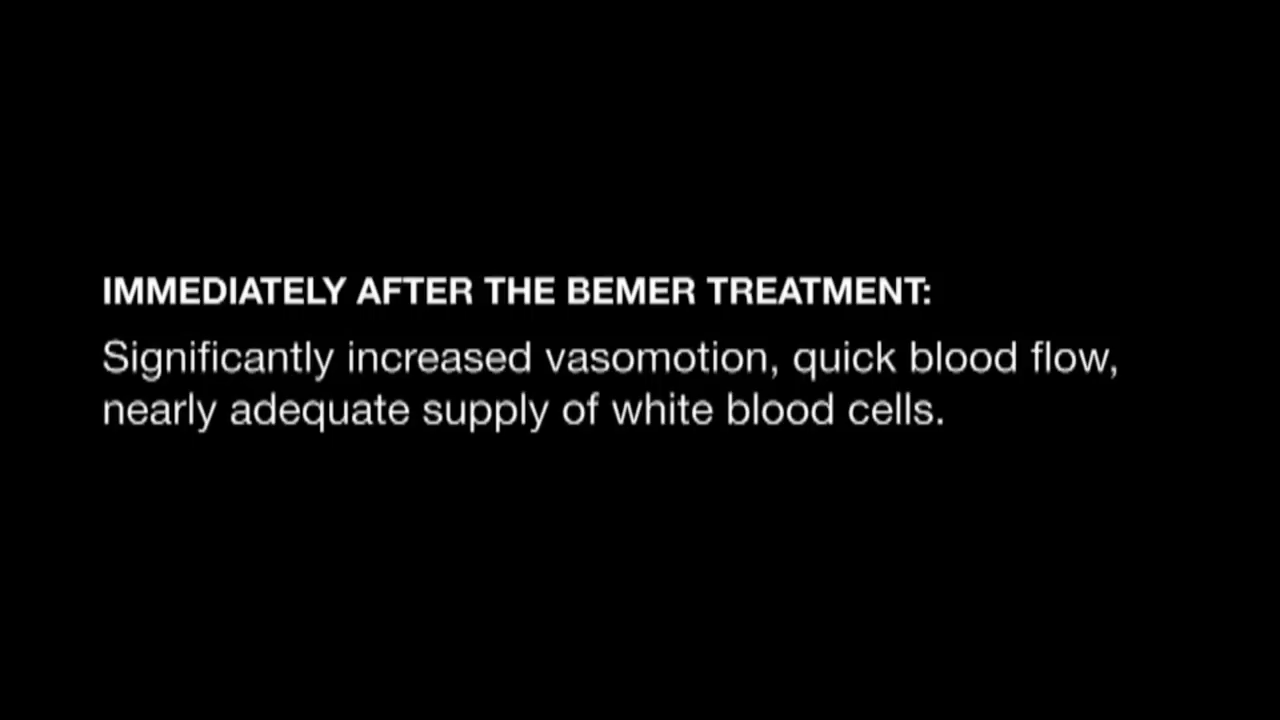 IMMEDIATELY AFTER THE BEMER TREATMENT:
Significantly increased vasomotion, quick blood flow,
nearly adequate supply of white blood cells.